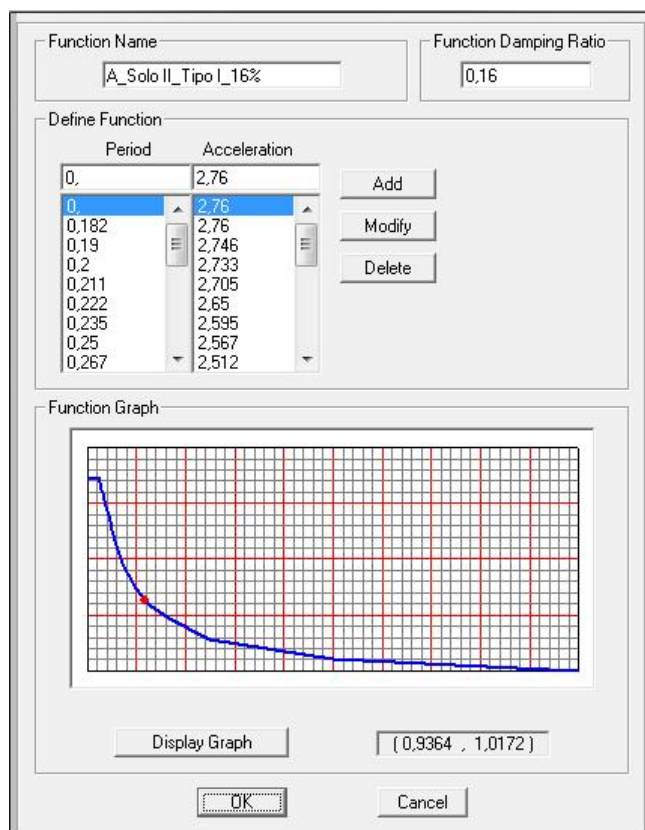 Function Name
A_Solo II_Tipo I_16%
Function Damping Ratio
0,16
Define Function
Period Acceleration
0, 2,76
0, 2,76
0,182 2,76
0,19 2,746
0,2 2,733
0,211 2,705
0,222 2,65
0,235 2,595
0,25 2,567
0,267 2,512
Add
Modify
Delete
Function Graph
Display Graph
( 0,9364 , 1,0172 )
OK
Cancel